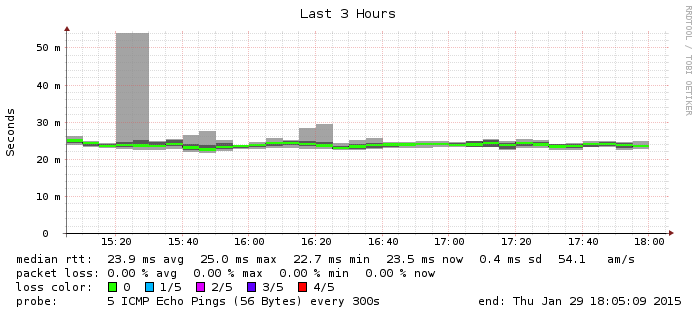 Last 3 Hours
RRDTOOL / TOBI OETIKER
Seconds
50 m
40 m
30 m
20 m
10 m
0
15:20 15:40 16:00 16:20 16:40 17:00 17:20 17:40 18:00
median rtt: 23.9 ms avg 25.0 ms max 22.7 ms min 23.5 ms now 0.4 ms sd 54.1 am/s
packet loss: 0.00 % avg 0.00 % max 0.00 % min 0.00 % now
loss color: 0 1/5 2/5 3/5 4/5
probe: 5 ICMP Echo Pings (56 Bytes) every 300s end: Thu Jan 29 18:05:09 2015